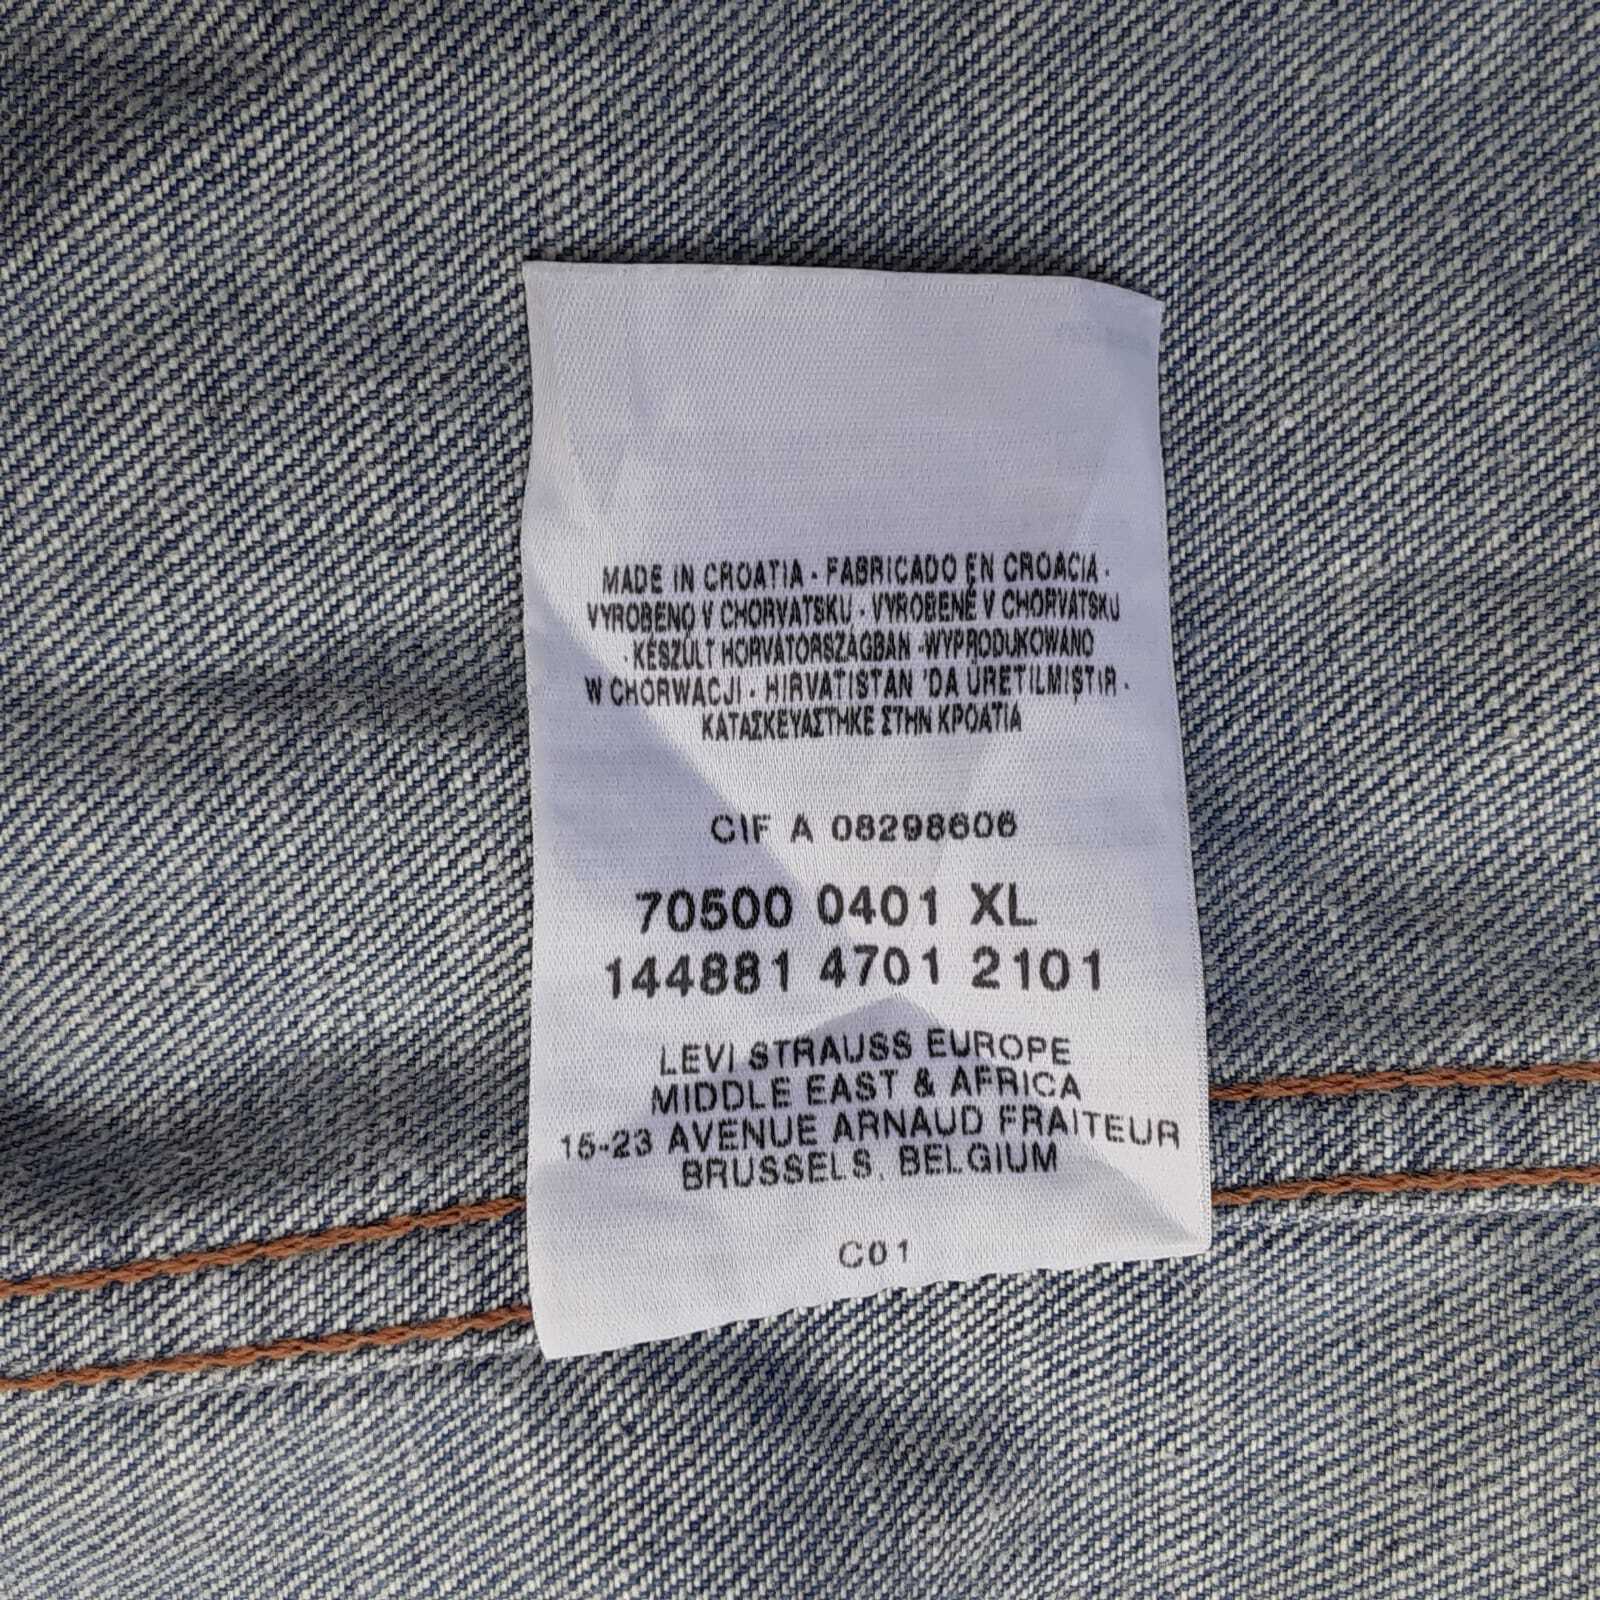 MADE IN CROATIA · FABRICADO EN CROACIA ·
VYROBENO V CHORVATSKU · VYROBENÉ V CHORVATSKU
· KÉSZÜLT HORVATORSZÁGBAN -WYPRODUKOWANO
W CHORWACJI · HIRVATISTAN 'DA ÜRETILMIŞTIR ·
ΚΑΤΑΣΚΕΥΑΣΤΗΚΕ ΣΤΗΝ ΚΡΟΑΤΙΑ
CIF A 08298606
70500 0401 XL
144881 4701 2101
LEVI STRAUSS EUROPE
MIDDLE EAST & AFRICA
15-23 AVENUE ARNAUD FRAITEUR
BRUSSELS, BELGIUM
C01